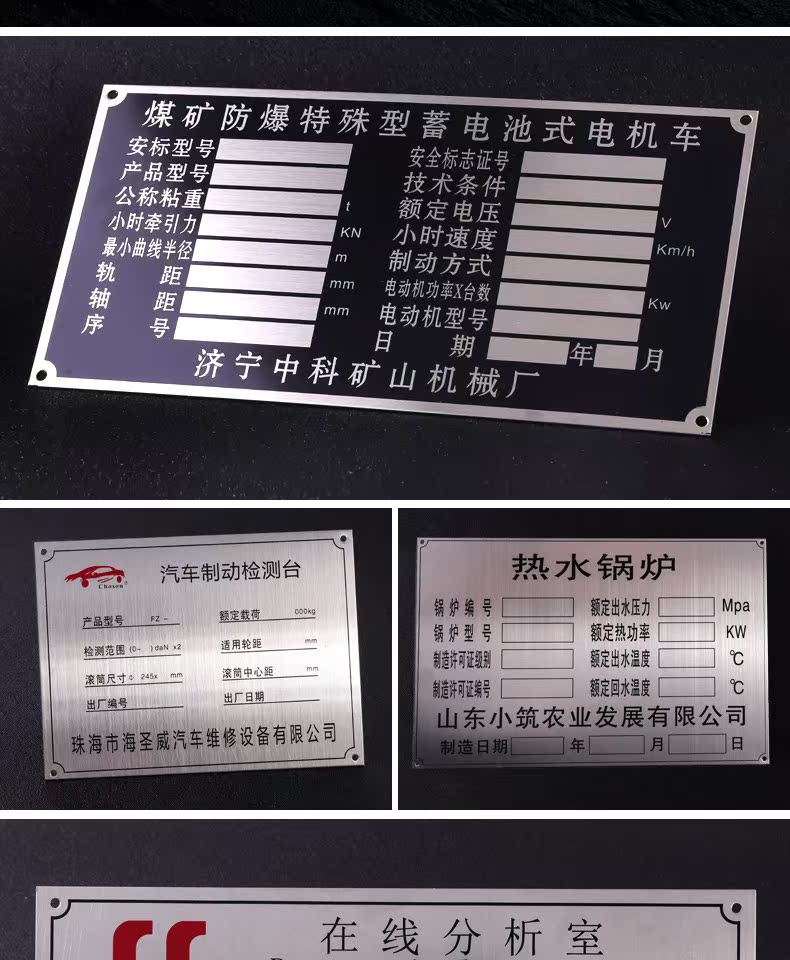 煤矿防爆特殊型蓄电池式电机车
安标型号
产品型号
公称粘重 t
小时牵引力 KN
最小曲线半径 m
轨 距 mm
轴 距 mm
序 号
安全标志证号
技术条件
额定电压 V
小时速度 Km/h
制动方式
电动机功率X台数 Kw
电动机型号
日 期 年 月
济宁中科矿山机械厂
Chasen
汽车制动检测台
产品型号 FZ-
额定载荷 000kg
检测范围 (0~ )daN x2
适用轮距 mm
滚筒尺寸 Φ 245x mm
滚筒中心距 mm
出厂编号
出厂日期
珠海市海圣威汽车维修设备有限公司
热水锅炉
锅炉编号 额定出水压力 Mpa
锅炉型号 额定热功率 KW
制造许可证级别 额定出水温度 ℃
制造许可证编号 额定回水温度 ℃
山东小筑农业发展有限公司
制造日期 年 月 日
在线分析室